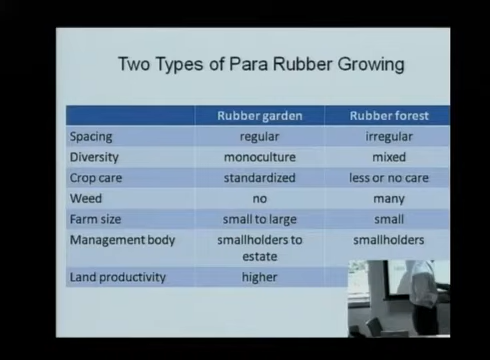 Two Types of Para Rubber Growing
Rubber garden Rubber forest
Spacing regular irregular
Diversity monoculture mixed
Crop care standardized less or no care
Weed no many
Farm size small to large small
Management body smallholders to smallholders
estate
Land productivity higher